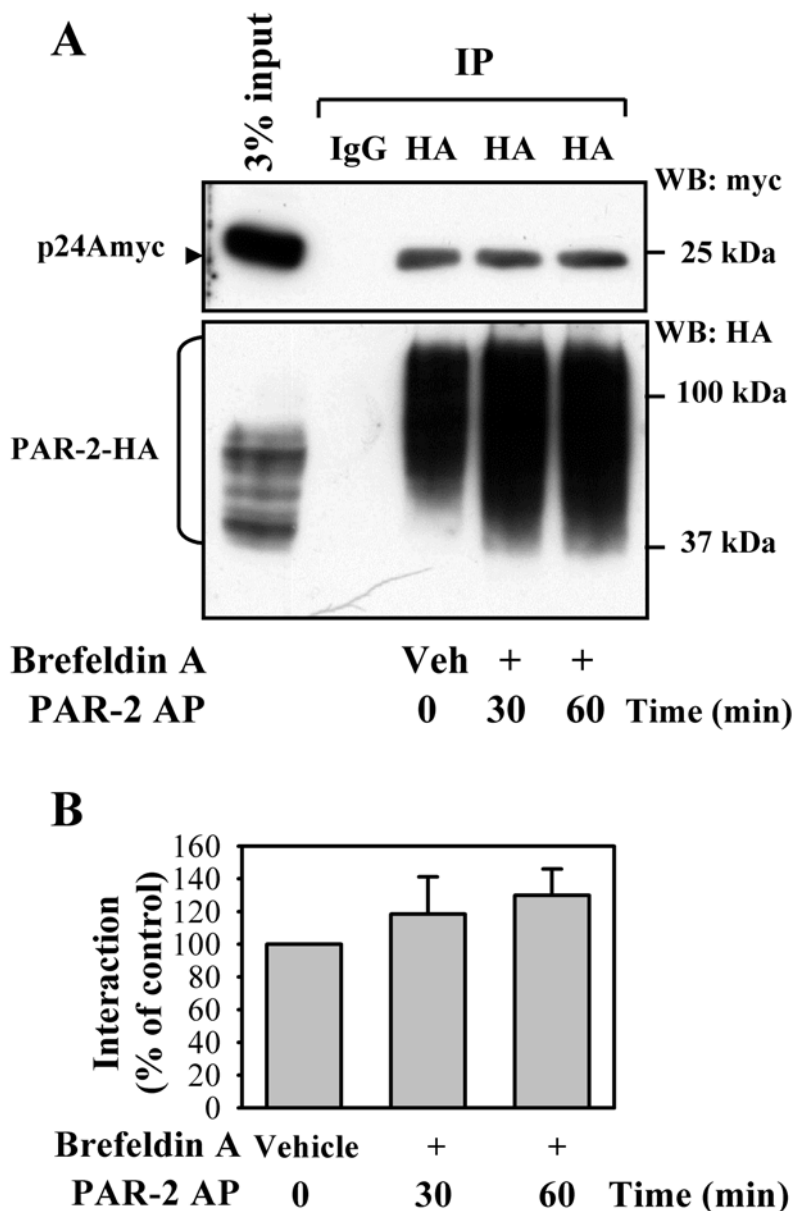 A
3% input
IP
IgG HA HA HA
WB: myc
p24Amyc
25 kDa
WB: HA
100 kDa
PAR-2-HA
37 kDa
Brefeldin A Veh + +
PAR-2 AP 0 30 60 Time (min)
B
Interaction
(% of control)
160
140
120
100
80
60
40
20
0
Brefeldin A Vehicle + +
PAR-2 AP 0 30 60 Time (min)